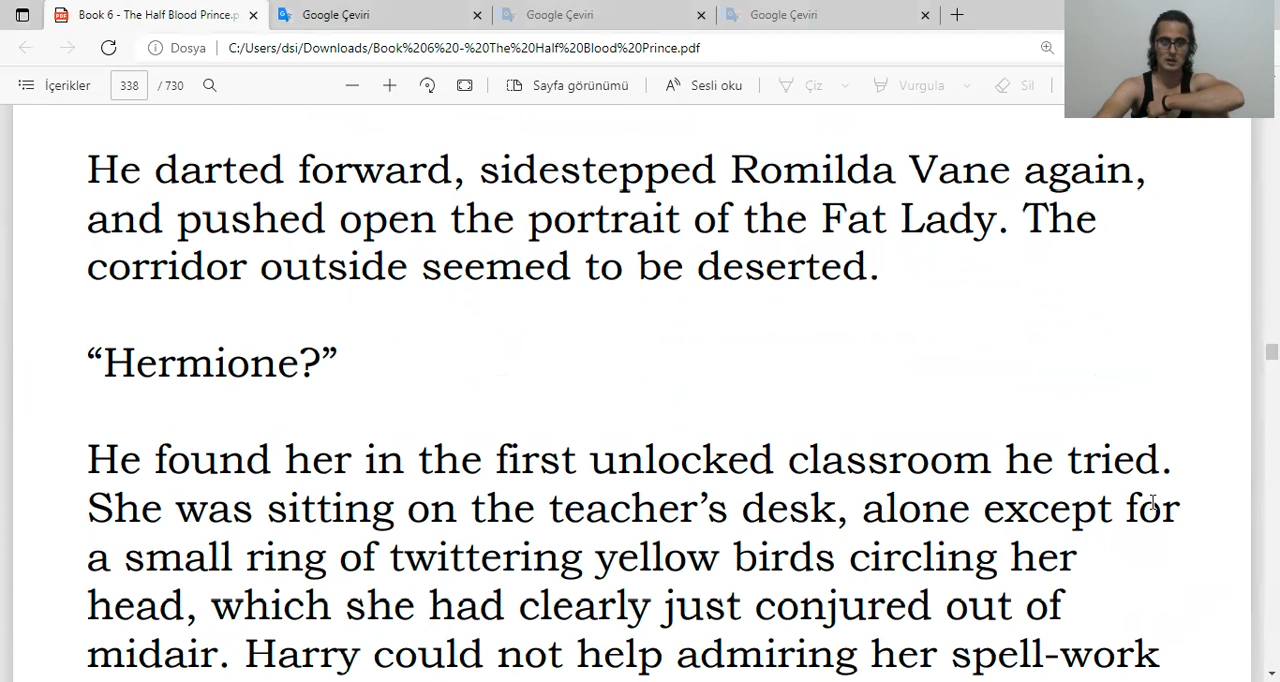 Book 6 - The Half Blood Prince.p
Google Çeviri
Google Çeviri
Google Çeviri
Dosya
C:/Users/dsi/Downloads/Book%206%20-%20The%20Half%20Blood%20Prince.pdf
İçerikler
338
/ 730
Sayfa görünümü
Sesli oku
Çiz
Vurgula
Sil
He darted forward, sidestepped Romilda Vane again,
and pushed open the portrait of the Fat Lady. The
corridor outside seemed to be deserted.
“Hermione?”
He found her in the first unlocked classroom he tried.
She was sitting on the teacher’s desk, alone except for
a small ring of twittering yellow birds circling her
head, which she had clearly just conjured out of
midair. Harry could not help admiring her spell-work